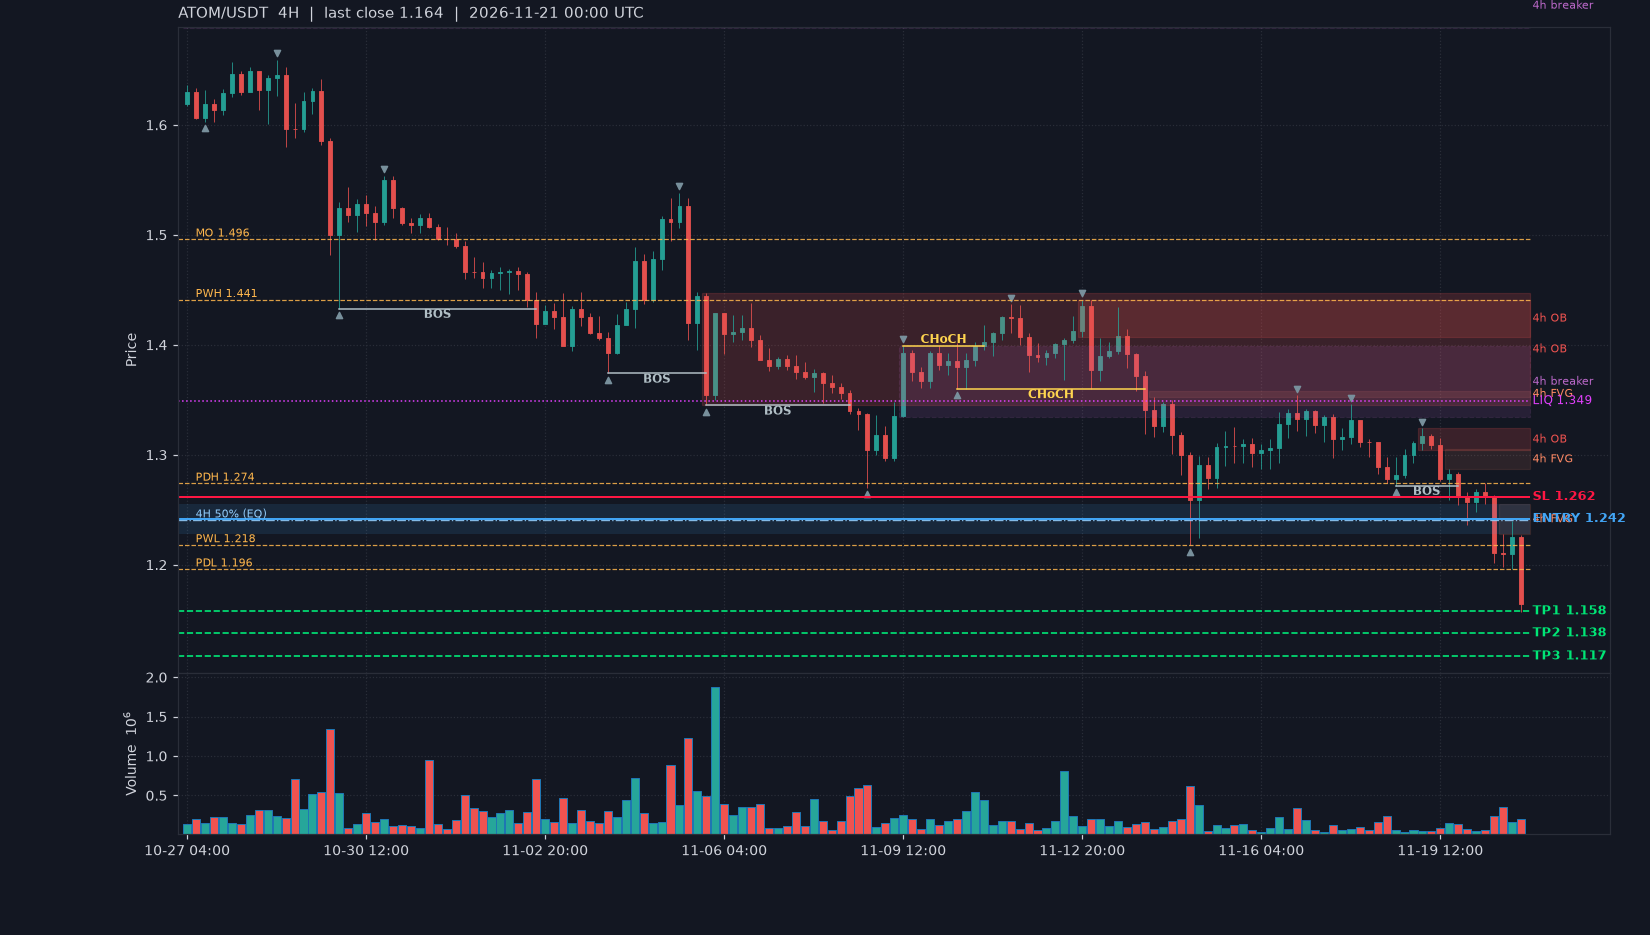 ATOM/USDT 4H | last close 1.164 | 2026-11-21 00:00 UTC
4h breaker
1.6
1.5
1.4
1.3
1.2
Price
MO 1.496
PWH 1.441
PDH 1.274
4H 50% (EQ)
PWL 1.218
PDL 1.196
BOS
BOS
BOS
CHoCH
CHoCH
BOS
4h OB
4h OB
4h breaker
4h FVG
LIQ 1.349
4h OB
4h FVG
SL 1.262
ENTRY 1.242
TP1 1.158
TP2 1.138
TP3 1.117
2.0
1.5
1.0
0.5
Volume 10⁶
10-27 04:00
10-30 12:00
11-02 20:00
11-06 04:00
11-09 12:00
11-12 20:00
11-16 04:00
11-19 12:00